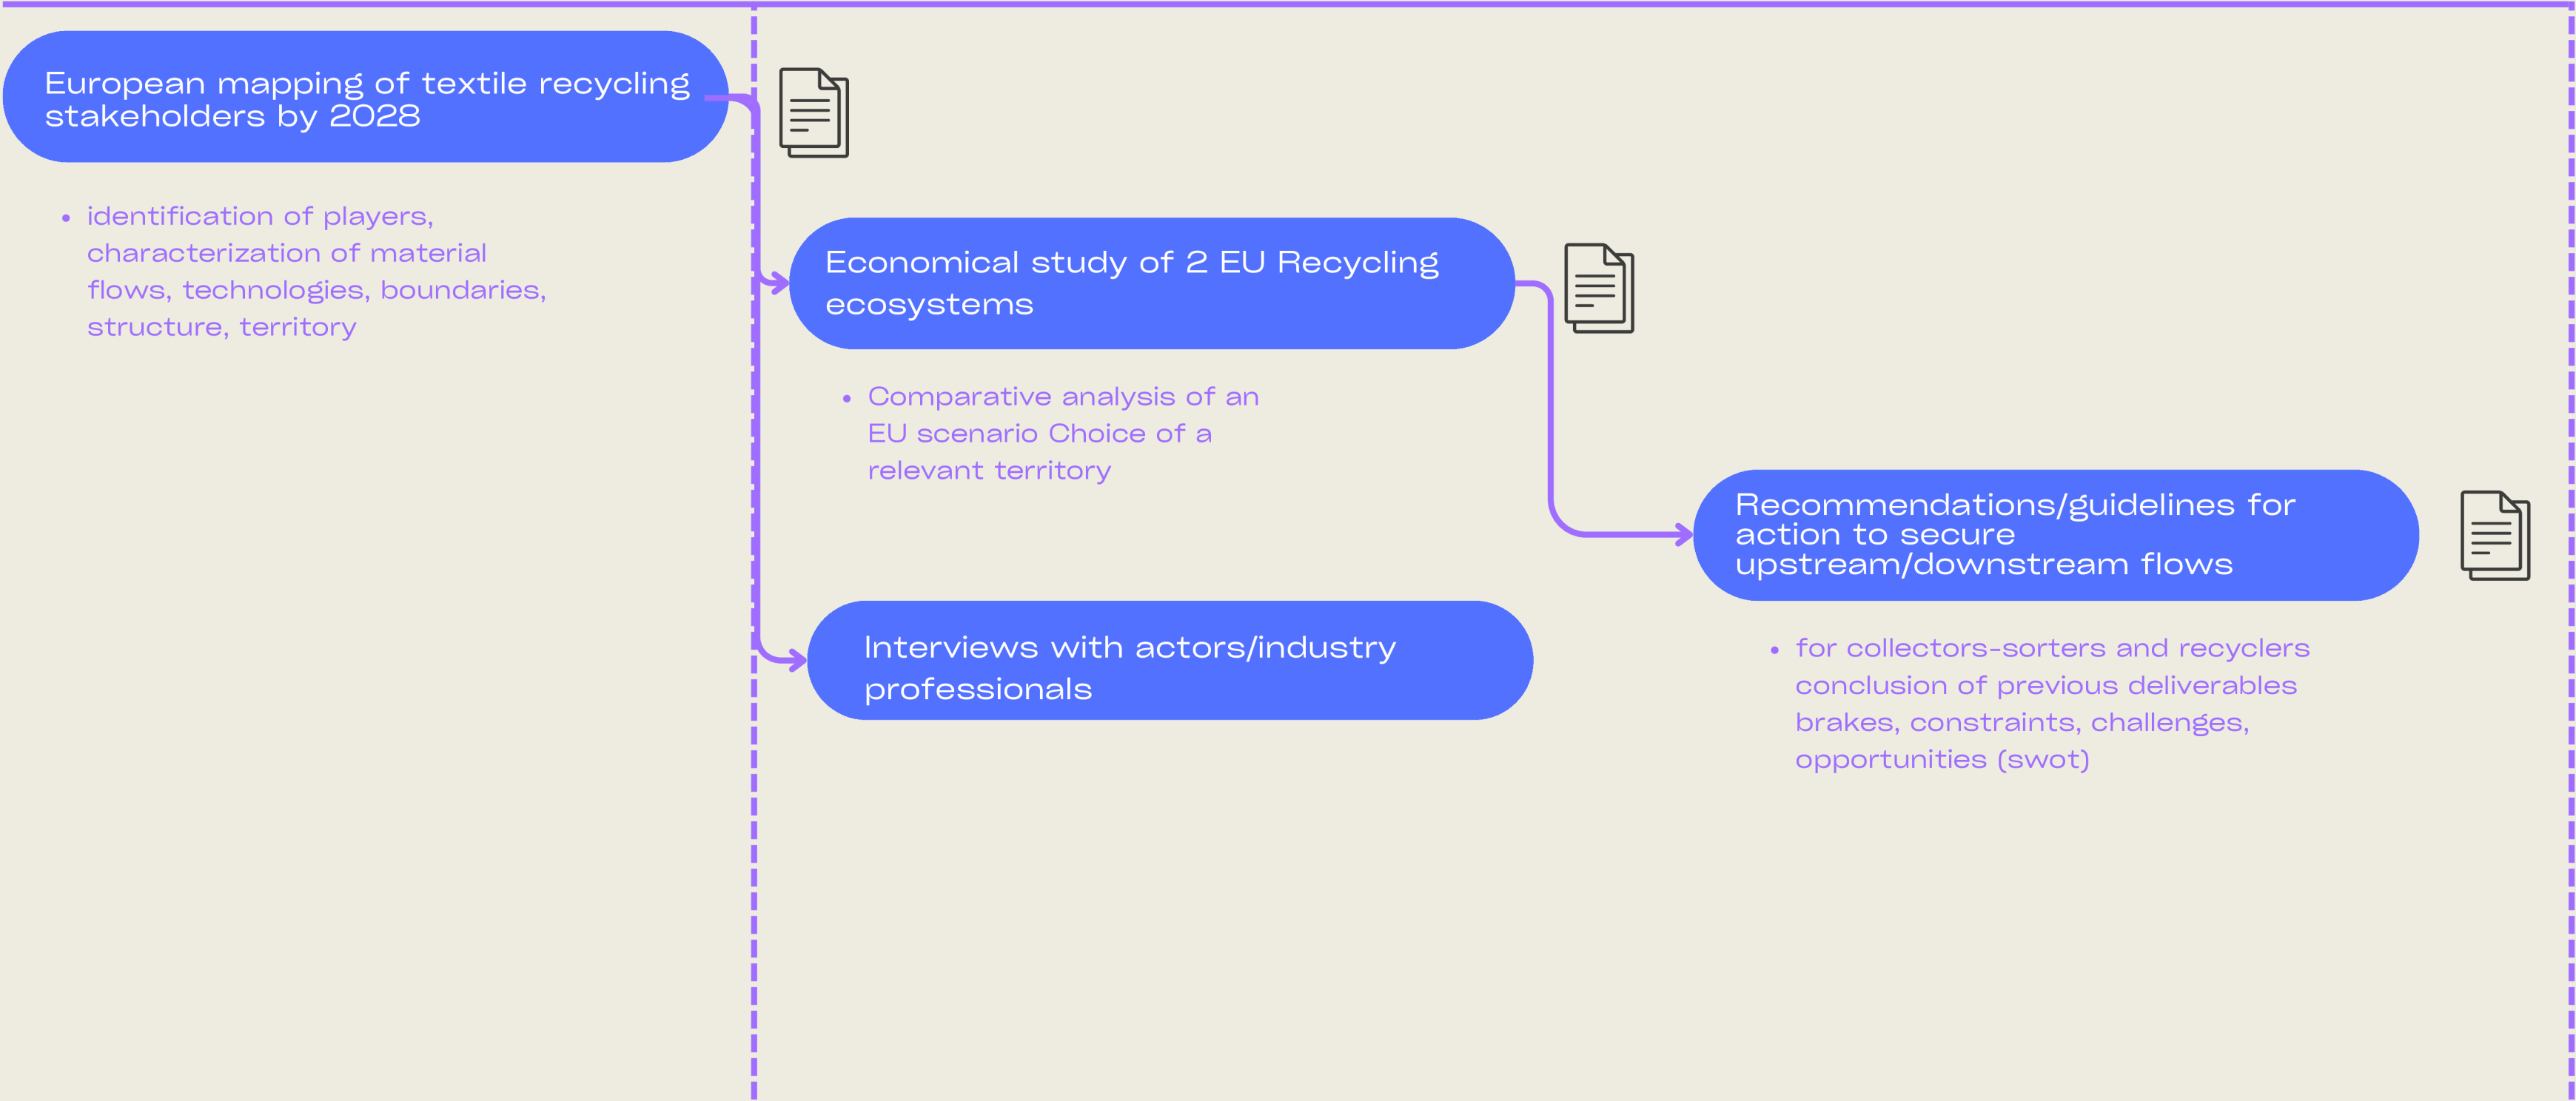 European mapping of textile recycling
stakeholders by 2028
• identification of players,
characterization of material
flows, technologies, boundaries,
structure, territory
Economical study of 2 EU Recycling
ecosystems
• Comparative analysis of an
EU scenario Choice of a
relevant territory
Interviews with actors/industry
professionals
Recommendations/guidelines for
action to secure
upstream/downstream flows
• for collectors-sorters and recyclers
conclusion of previous deliverables
brakes, constraints, challenges,
opportunities (swot)